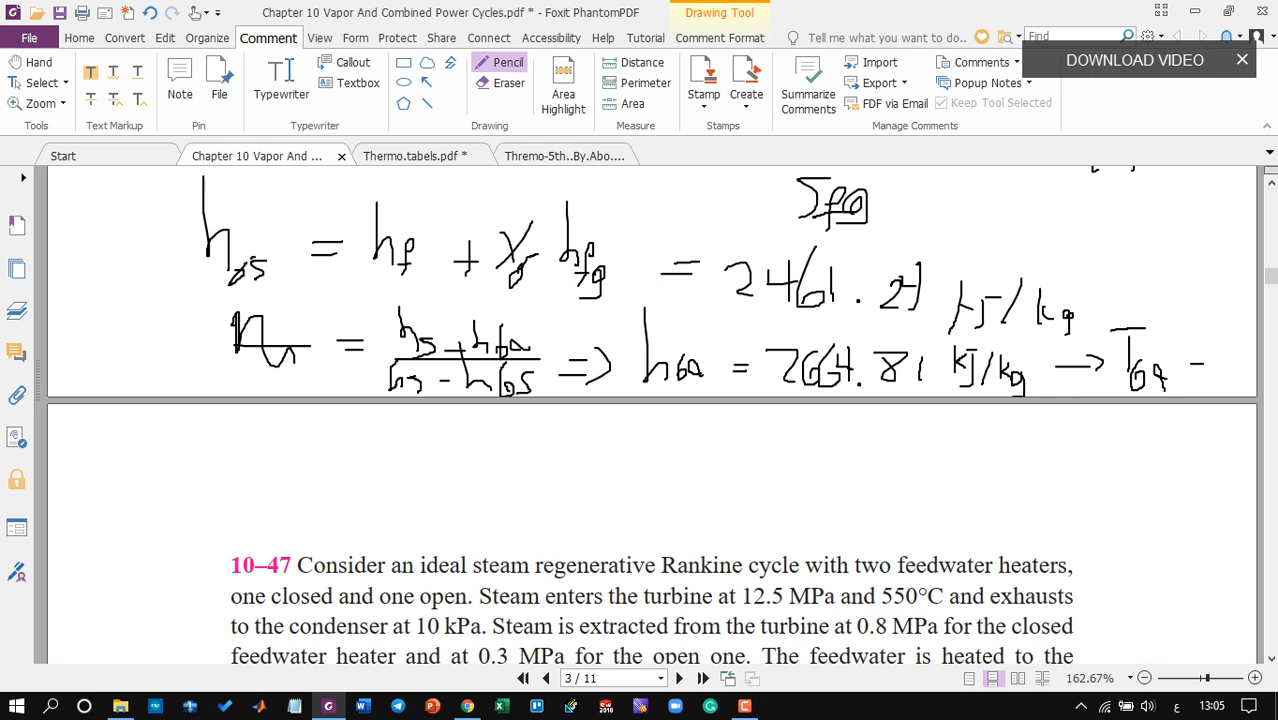 Chapter 10 Vapor And Combined Power Cycles.pdf * - Foxit PhantomPDF
Drawing Tool
File Home Convert Edit Organize Comment View Form Protect Share Connect Accessibility Help Tutorial Comment Format Tell me what you want to do... Find
DOWNLOAD VIDEO
Hand Select Zoom
Note File
Typewriter Callout Textbox
Pencil Eraser
Area Highlight
Distance Perimeter Area
Stamp Create
Summarize Comments
Import Export FDF via Email
Comments Popup Notes Keep Tool Selected
Tools Text Markup Pin Typewriter Drawing Measure Stamps Manage Comments
Start Chapter 10 Vapor And ... Thermo.tabels.pdf * Thremo-5th..By.Abo....
Sfg
h6s = hf + x hfg = 2461.21 kJ/kg
η = h5 - h6a / h5 - h6s => h6a = 2664.81 kJ/kg → T6a =
10–47 Consider an ideal steam regenerative Rankine cycle with two feedwater heaters,
one closed and one open. Steam enters the turbine at 12.5 MPa and 550°C and exhausts
to the condenser at 10 kPa. Steam is extracted from the turbine at 0.8 MPa for the closed
feedwater heater and at 0.3 MPa for the open one. The feedwater is heated to the
3 / 11
162.67%
13:05